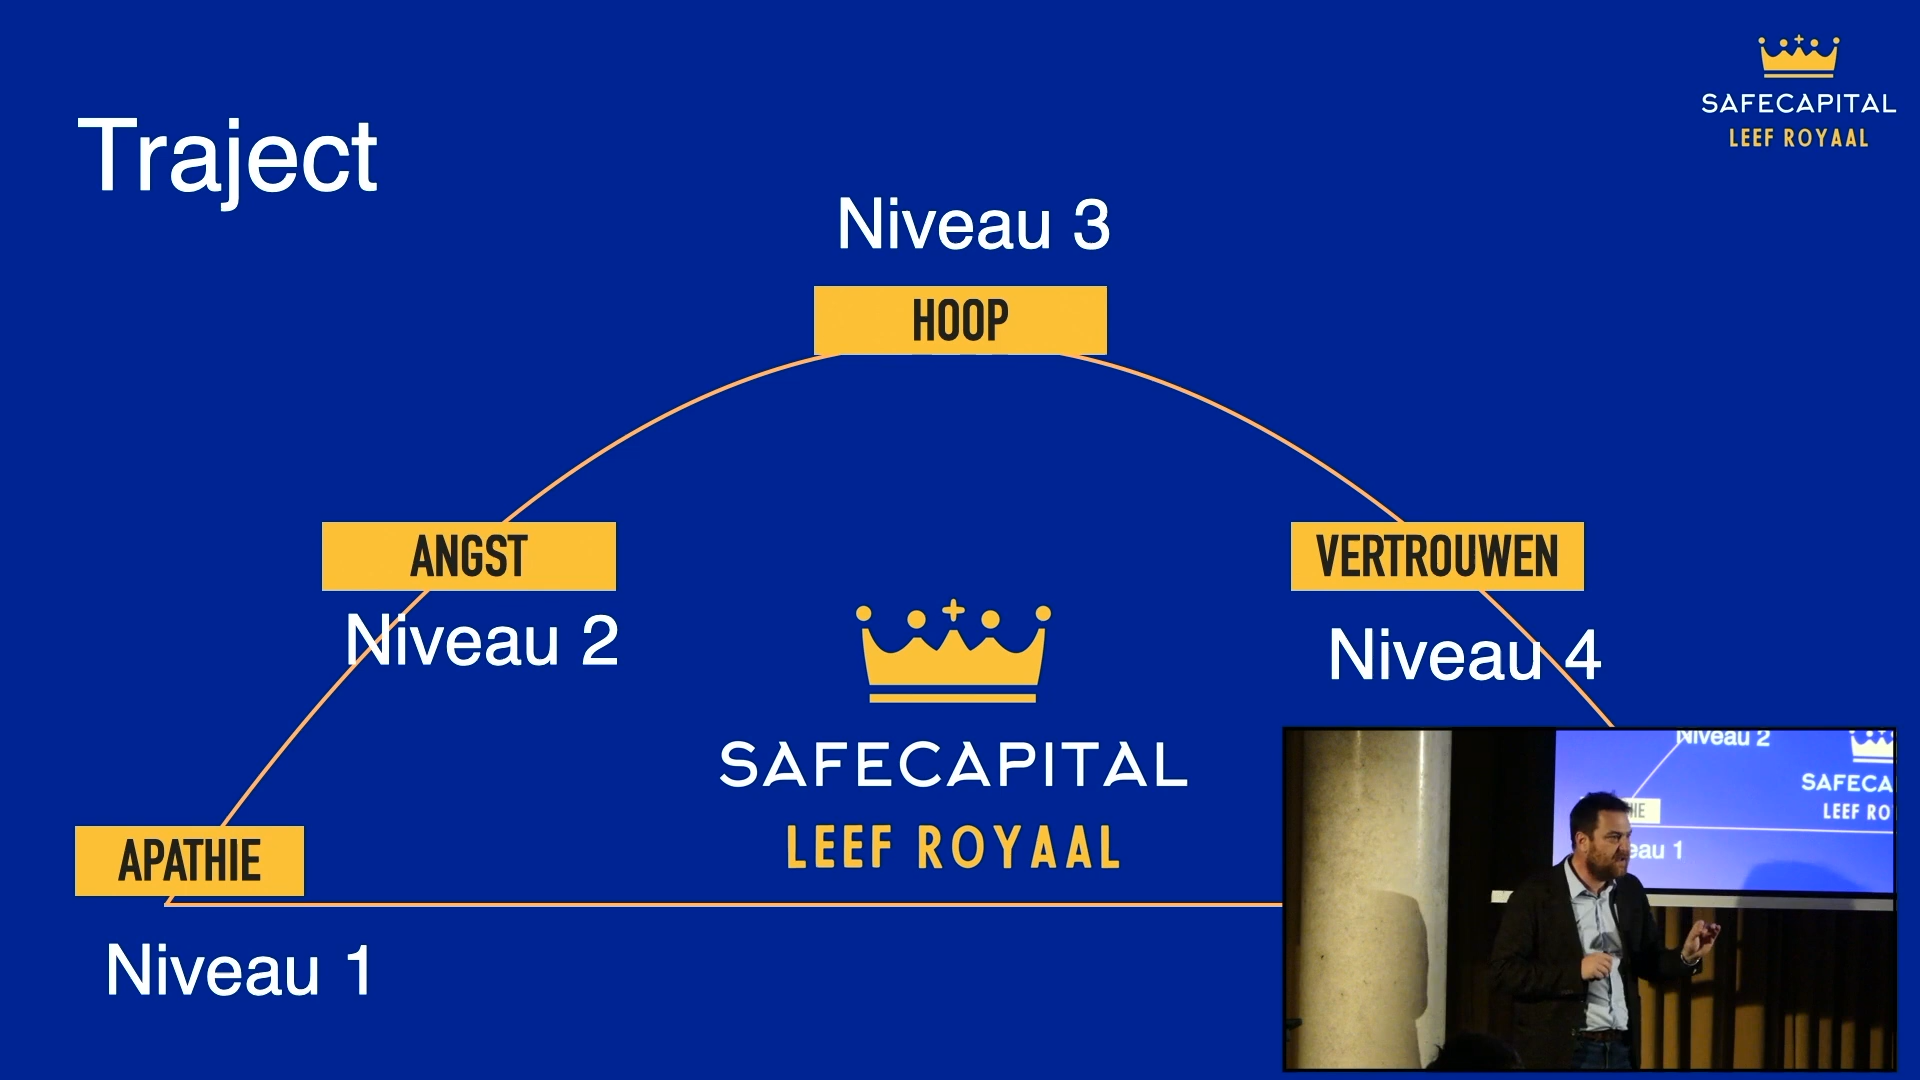 Traject
SAFECAPITAL
LEEF ROYAAL
Niveau 3
HOOP
ANGST
Niveau 2
VERTROUWEN
Niveau 4
SAFECAPITAL
LEEF ROYAAL
APATHIE
Niveau 1
Niveau 2
SAFECA
LEEF RO
HIE
eau 1